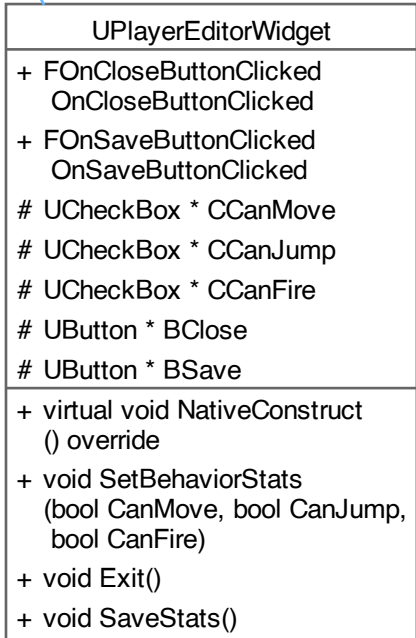 UPlayerEditorWidget
+ FOnCloseButtonClicked
OnCloseButtonClicked
+ FOnSaveButtonClicked
OnSaveButtonClicked
# UCheckBox * CCanMove
# UCheckBox * CCanJump
# UCheckBox * CCanFire
# UButton * BClose
# UButton * BSave
+ virtual void NativeConstruct
() override
+ void SetBehaviorStats
(bool CanMove, bool CanJump,
bool CanFire)
+ void Exit()
+ void SaveStats()